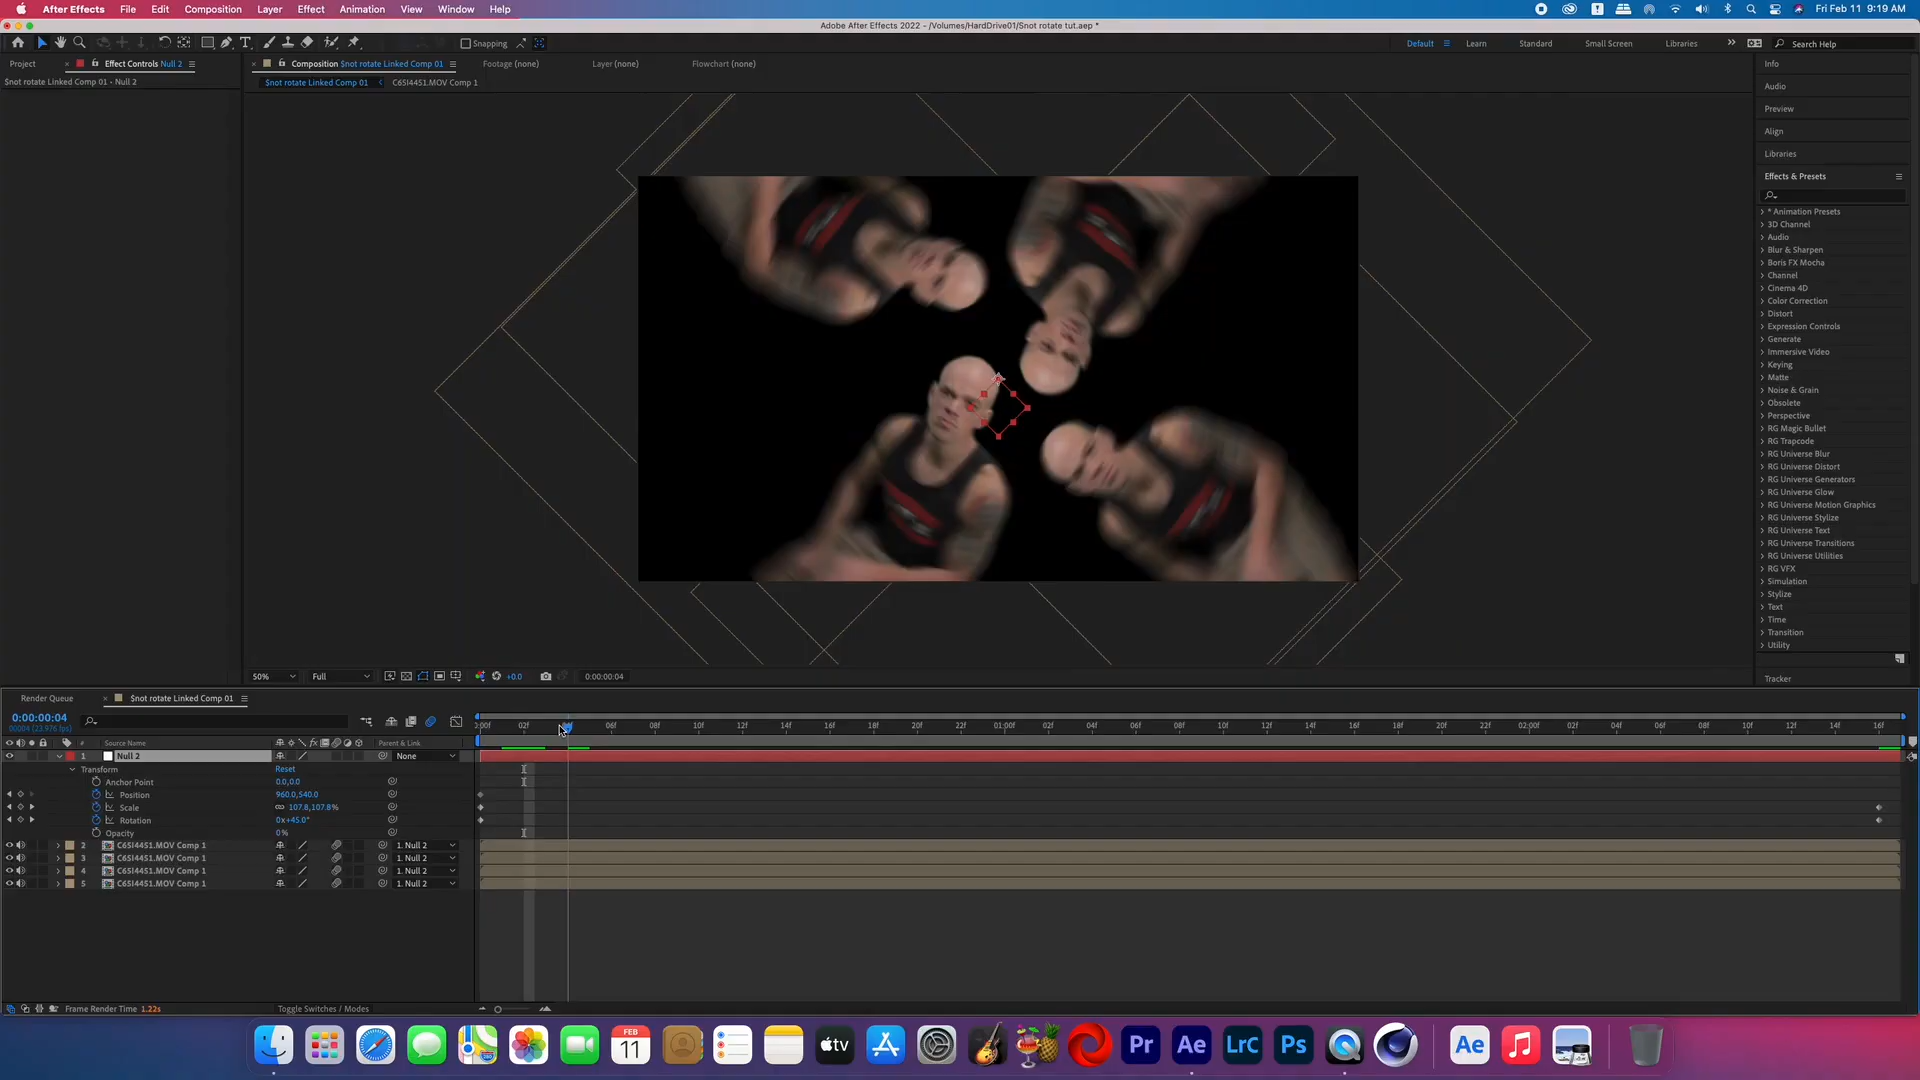 After Effects File Edit Composition Layer Effect Animation View Window Help Fri Feb 11 9:19 AM
Adobe After Effects 2022 - /Volumes/HardDrive01/Snot rotate tut.aep *
Snapping Default Learn Standard Small Screen Libraries Search Help
Project Effect Controls Null 2 Composition Snot rotate Linked Comp 01 Footage (none) Layer (none) Flowchart (none) Info
Snot rotate Linked Comp 01 • Null 2 Snot rotate Linked Comp 01 C6SI4451.MOV Comp 1
Audio
Preview
Align
Libraries
Effects & Presets
* Animation Presets
3D Channel
Audio
Blur & Sharpen
Boris FX Mocha
Channel
Cinema 4D
Color Correction
Distort
Expression Controls
Generate
Immersive Video
Keying
Matte
Noise & Grain
Obsolete
Perspective
RG Magic Bullet
RG Trapcode
RG Universe Blur
RG Universe Distort
RG Universe Generators
RG Universe Glow
RG Universe Motion Graphics
RG Universe Stylize
RG Universe Text
RG Universe Transitions
RG Universe Utilities
RG VFX
Simulation
Stylize
Text
Time
Transition
Utility
Tracker
50% Full +0.0 0:00:00:04
Render Queue Snot rotate Linked Comp 01
0:00:00:04
00004 (23.976 fps)
:00f 02f 06f 08f 10f 12f 14f 16f 18f 20f 22f 01:00f 02f 04f 06f 08f 10f 12f 14f 16f 18f 20f 22f 02:00f 02f 04f 06f 08f 10f 12f 14f 16f
# Source Name Parent & Link
1 Null 2 None
Transform Reset
Anchor Point 0.0,0.0
Position 960.0,540.0
Scale 107.8,107.8%
Rotation 0x+45.0°
Opacity 0%
2 C6SI4451.MOV Comp 1 1. Null 2
3 C6SI4451.MOV Comp 1 1. Null 2
4 C6SI4451.MOV Comp 1 1. Null 2
5 C6SI4451.MOV Comp 1 1. Null 2
Frame Render Time 1.22s Toggle Switches / Modes
FEB
11
tv
Pr
Ae
LrC
Ps
Ae